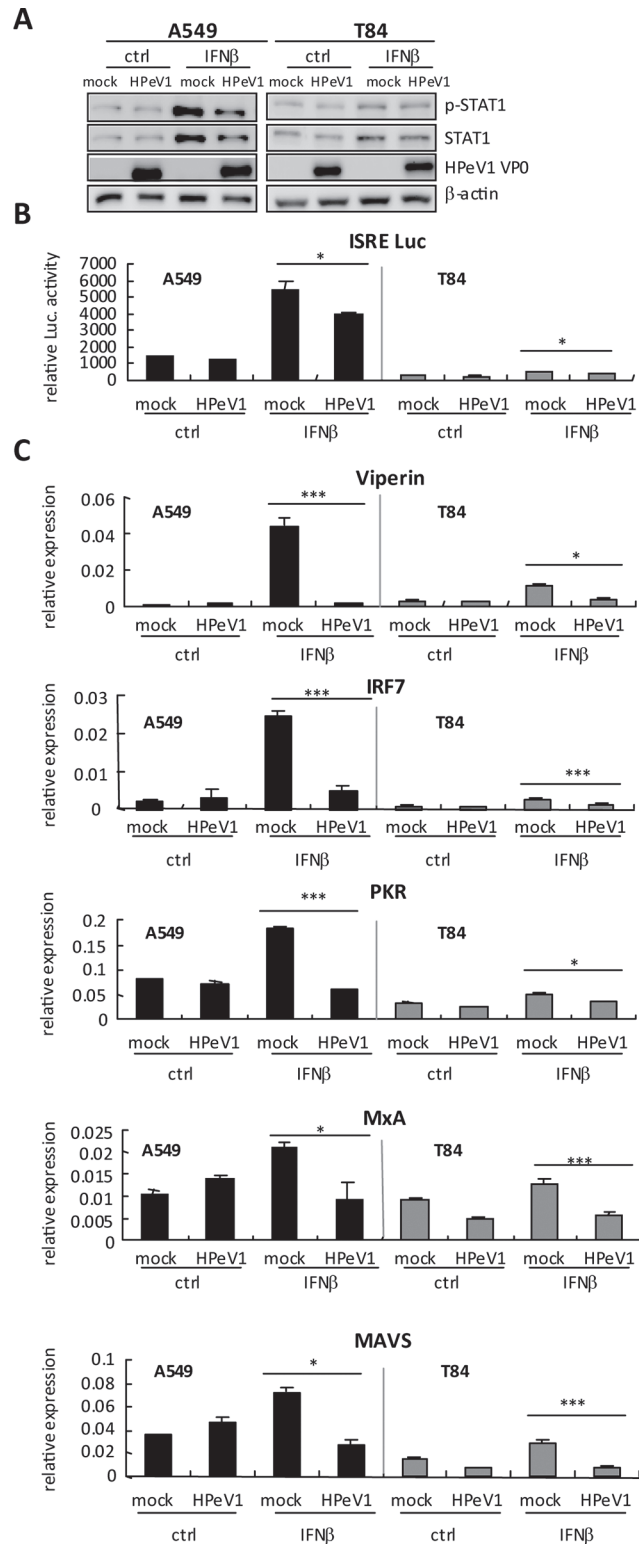 A
A549 T84
ctrl IFNβ ctrl IFNβ
mock HPeV1 mock HPeV1 mock HPeV1 mock HPeV1
p-STAT1
STAT1
HPeV1 VP0
β-actin
B
ISRE Luc
relative Luc. activity
7000
6000
5000
4000
3000
2000
1000
0
A549 * T84 *
mock HPeV1 mock HPeV1 mock HPeV1 mock HPeV1
ctrl IFNβ ctrl IFNβ
C
Viperin
relative expression
0.06
0.04
0.02
0
A549 *** T84 *
mock HPeV1 mock HPeV1 mock HPeV1 mock HPeV1
ctrl IFNβ ctrl IFNβ
IRF7
relative expression
0.03
0.02
0.01
0
A549 *** T84 ***
mock HPeV1 mock HPeV1 mock HPeV1 mock HPeV1
ctrl IFNβ ctrl IFNβ
PKR
relative expression
0.2
0.15
0.1
0.05
0
A549 *** T84 *
mock HPeV1 mock HPeV1 mock HPeV1 mock HPeV1
ctrl IFNβ ctrl IFNβ
MxA
relative expression
0.025
0.02
0.015
0.01
0.005
0
A549 * T84 ***
mock HPeV1 mock HPeV1 mock HPeV1 mock HPeV1
ctrl IFNβ ctrl IFNβ
MAVS
relative expression
0.1
0.08
0.06
0.04
0.02
0
A549 * T84 ***
mock HPeV1 mock HPeV1 mock HPeV1 mock HPeV1
ctrl IFNβ ctrl IFNβ